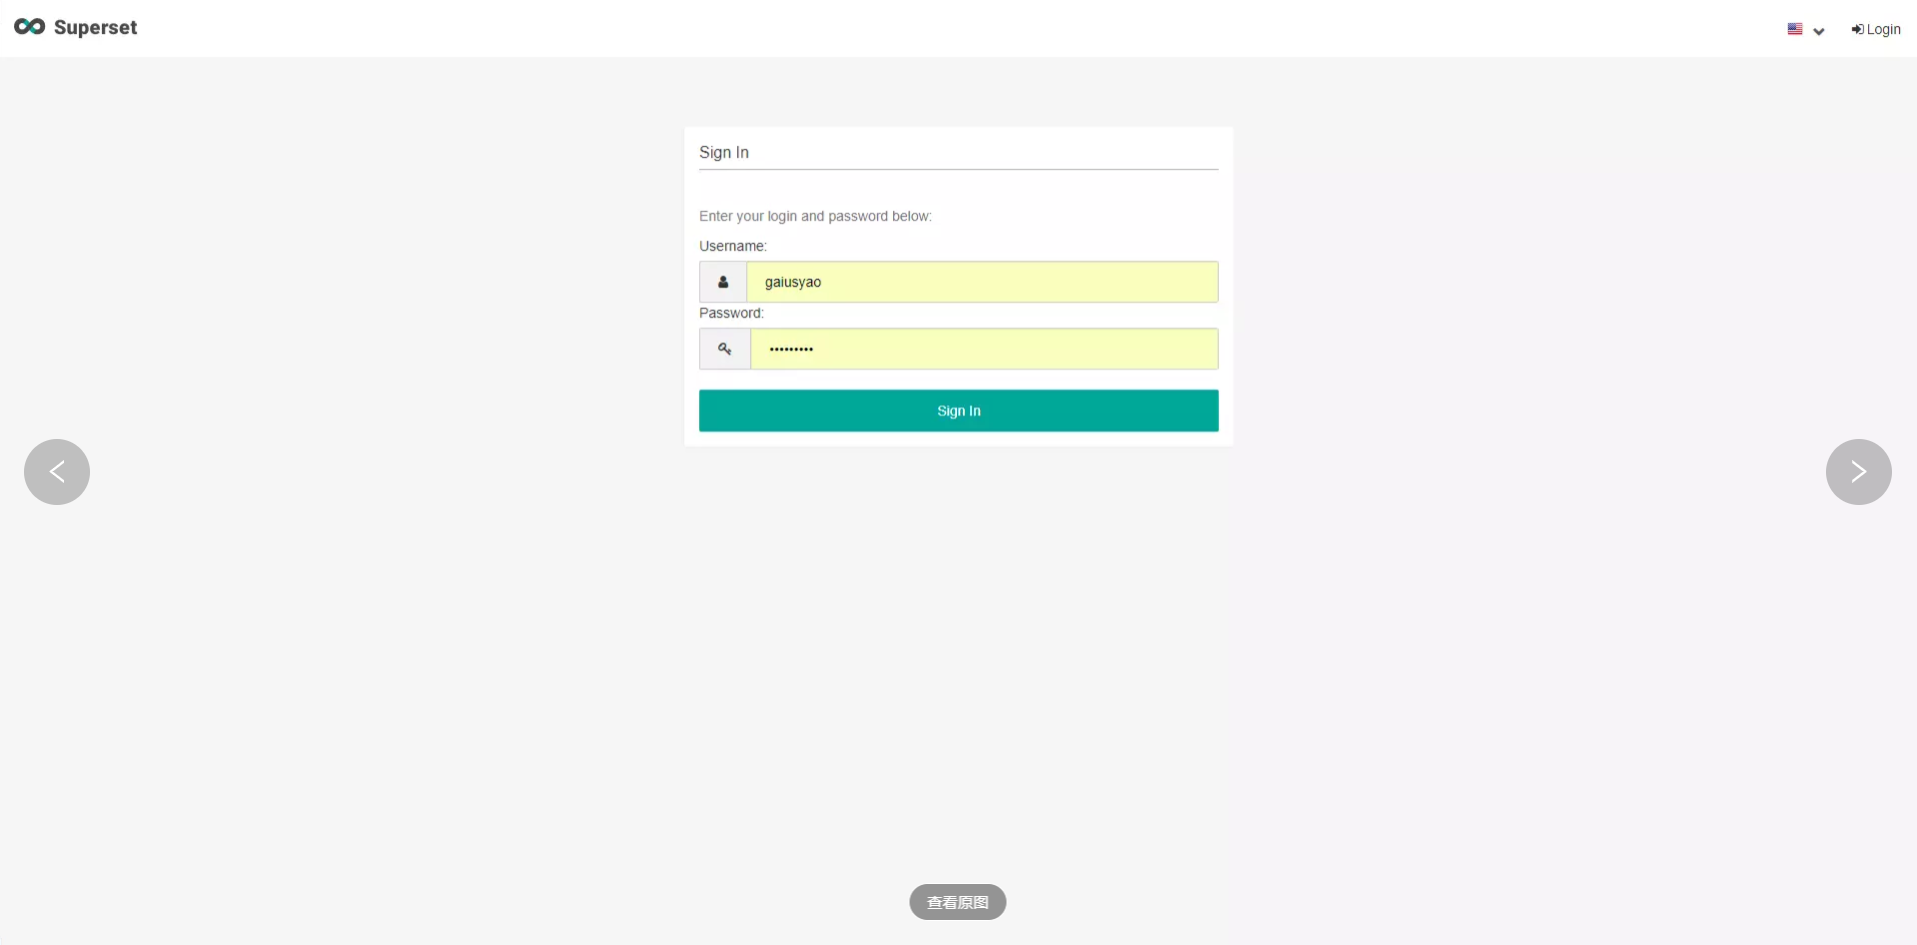 Superset
Login
Sign In
Enter your login and password below:
Username:
gaiusyao
Password:
•••••••••
Sign In
查看原图